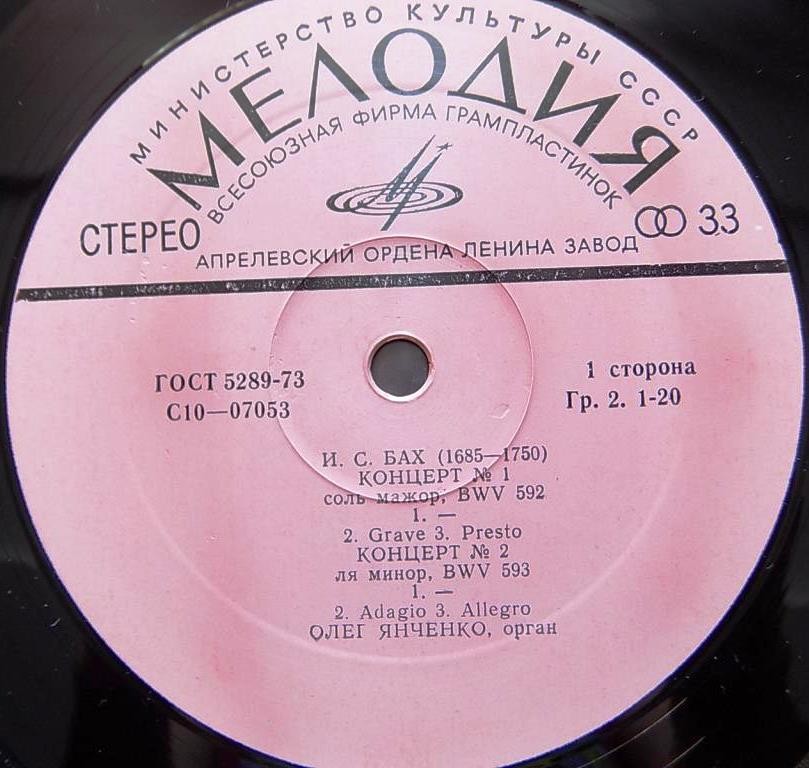 МИНИСТЕРСТВО КУЛЬТУРЫ СССР
МЕЛОДИЯ
ВСЕСОЮЗНАЯ ФИРМА ГРАМПЛАСТИНОК
СТЕРЕО
33
АПРЕЛЕВСКИЙ ОРДЕНА ЛЕНИНА ЗАВОД
ГОСТ 5289-73
С10—07053
1 сторона
Гр. 2. 1-20
И. С. БАХ (1685—1750)
КОНЦЕРТ № 1
соль мажор, BWV 592
1. —
2. Grave 3. Presto
КОНЦЕРТ № 2
ля минор, BWV 593
1. —
2. Adagio 3. Allegro
ОЛЕГ ЯНЧЕНКО, орган